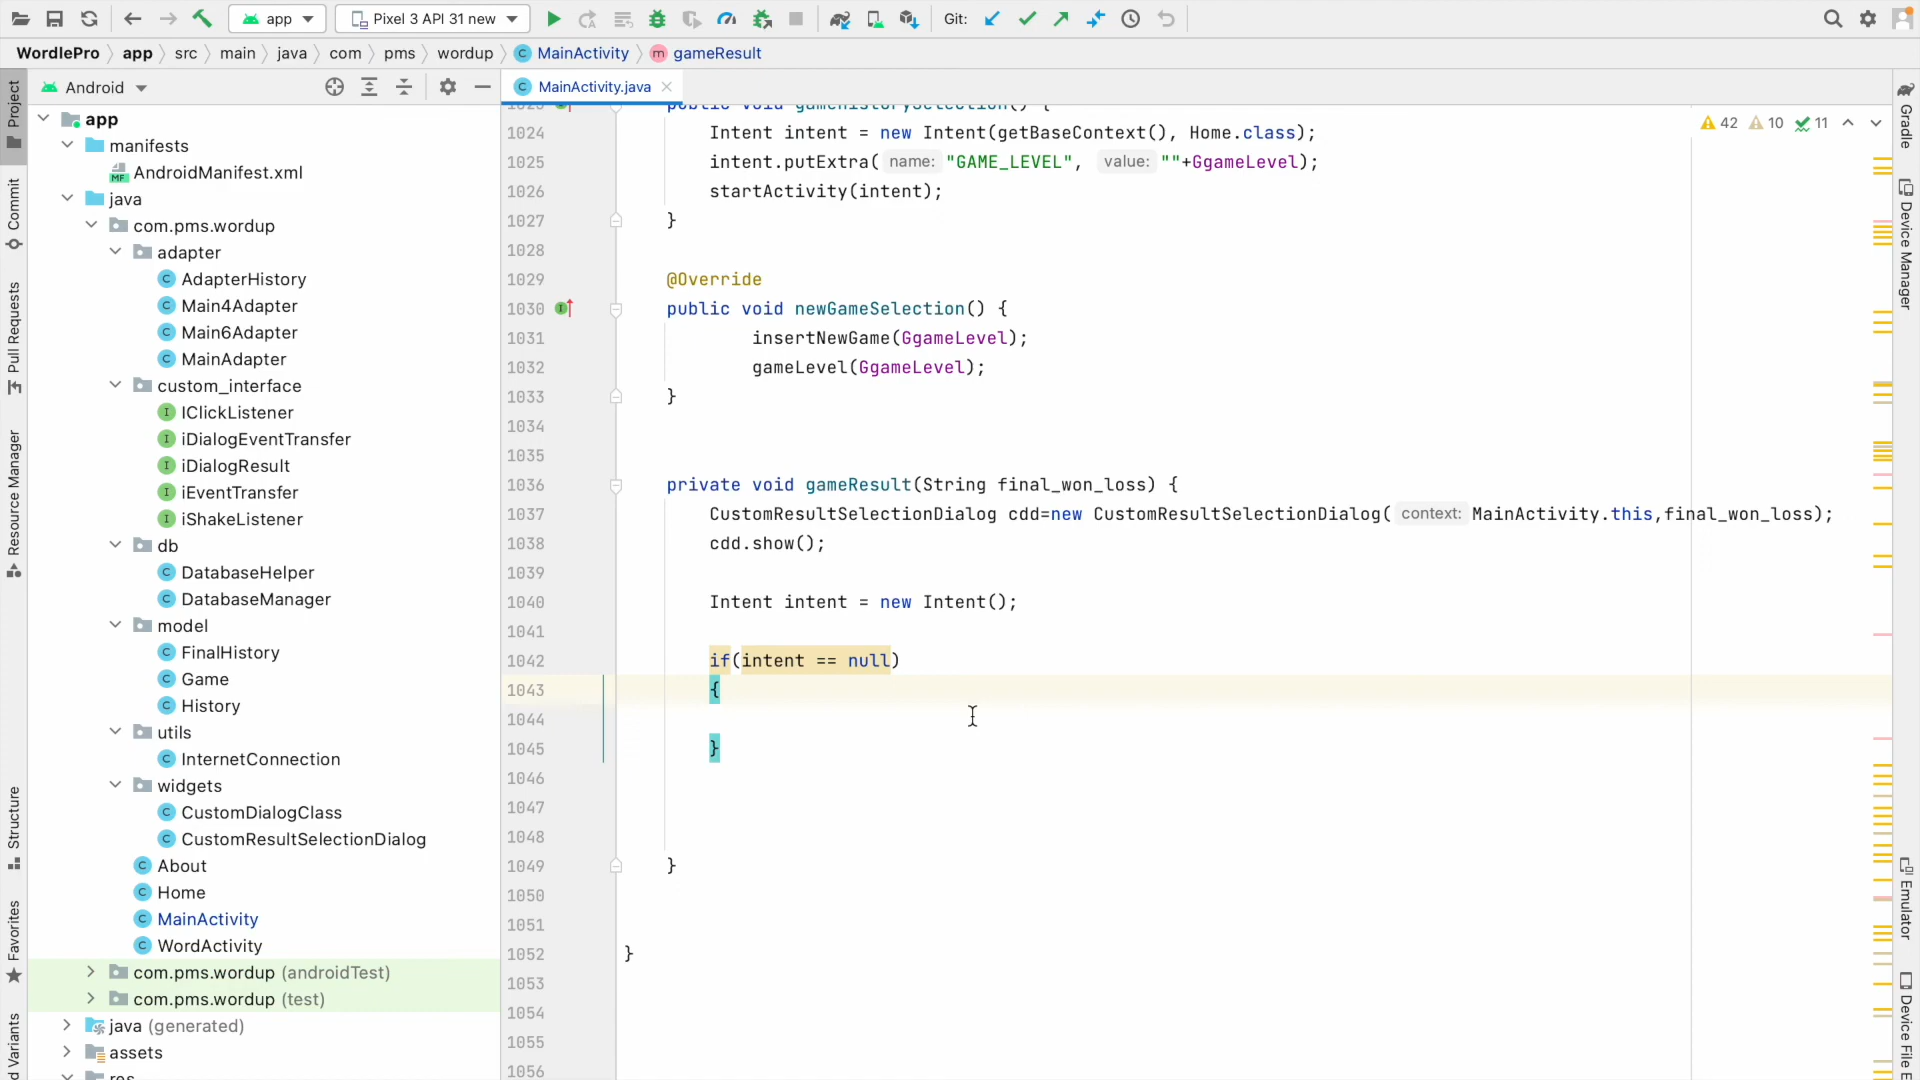 app
Pixel 3 API 31 new
Git:
WordlePro app src main java com pms wordup MainActivity gameResult
Project
Commit
Pull Requests
Resource Manager
Structure
Favorites
Android
app
manifests
AndroidManifest.xml
java
com.pms.wordup
adapter
AdapterHistory
Main4Adapter
Main6Adapter
MainAdapter
custom_interface
IClickListener
iDialogEventTransfer
iDialogResult
iEventTransfer
iShakeListener
db
DatabaseHelper
DatabaseManager
model
FinalHistory
Game
History
utils
InternetConnection
widgets
CustomDialogClass
CustomResultSelectionDialog
About
Home
MainActivity
WordActivity
com.pms.wordup (androidTest)
com.pms.wordup (test)
java (generated)
assets
res
MainActivity.java
42 10 11
public void gameHistorySelection() {
1024 Intent intent = new Intent(getBaseContext(), Home.class);
1025 intent.putExtra( name: "GAME_LEVEL", value: ""+GgameLevel);
1026 startActivity(intent);
1027 }
1028
1029 @Override
1030 public void newGameSelection() {
1031 insertNewGame(GgameLevel);
1032 gameLevel(GgameLevel);
1033 }
1034
1035
1036 private void gameResult(String final_won_loss) {
1037 CustomResultSelectionDialog cdd=new CustomResultSelectionDialog( context: MainActivity.this,final_won_loss);
1038 cdd.show();
1039
1040 Intent intent = new Intent();
1041
1042 if(intent == null)
1043 {
1044
1045 }
1046
1047
1048
1049 }
1050
1051
1052 }
1053
1054
1055
1056
Gradle
Device Manager
Emulator